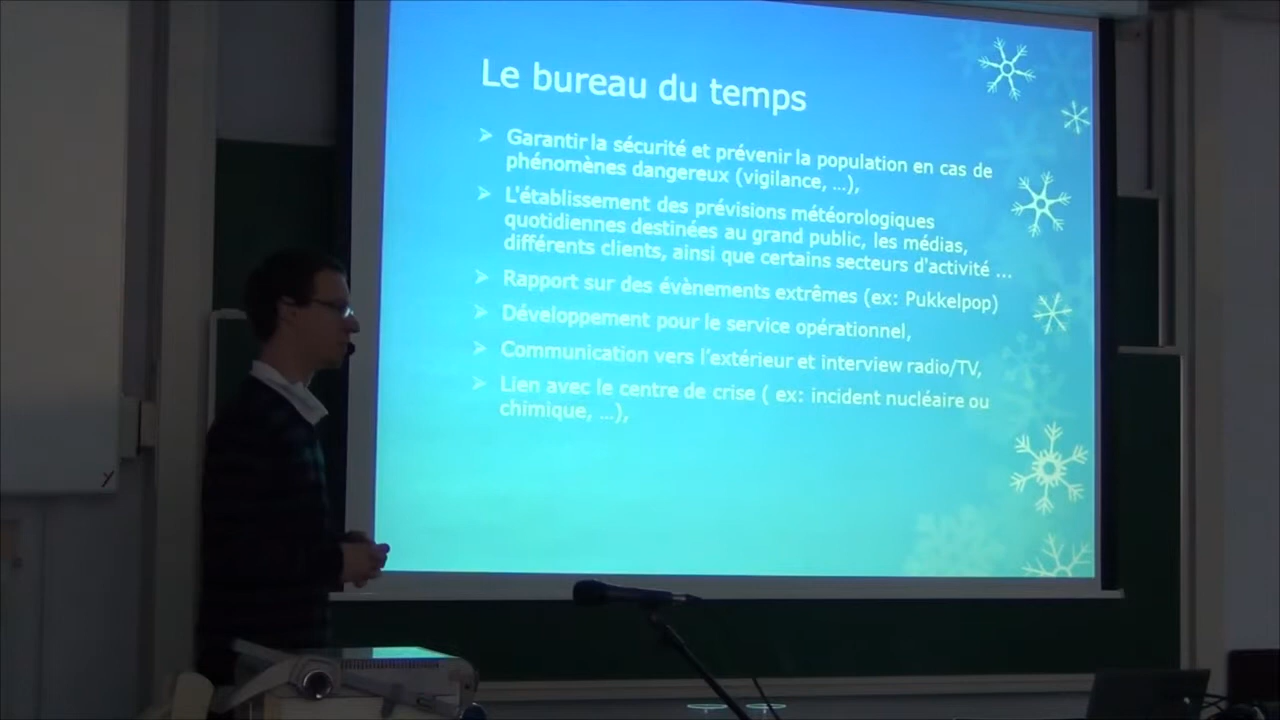 Le bureau du temps
Garantir la sécurité et prévenir la population en cas de
phénomènes dangereux (vigilance, …),
L'établissement des prévisions météorologiques
quotidiennes destinées au grand public, les médias,
différents clients, ainsi que certains secteurs d'activité …
Rapport sur des évènements extrêmes (ex: Pukkelpop)
Développement pour le service opérationnel,
Communication vers l'extérieur et interview radio/TV,
Lien avec le centre de crise ( ex: incident nucléaire ou
chimique, …),